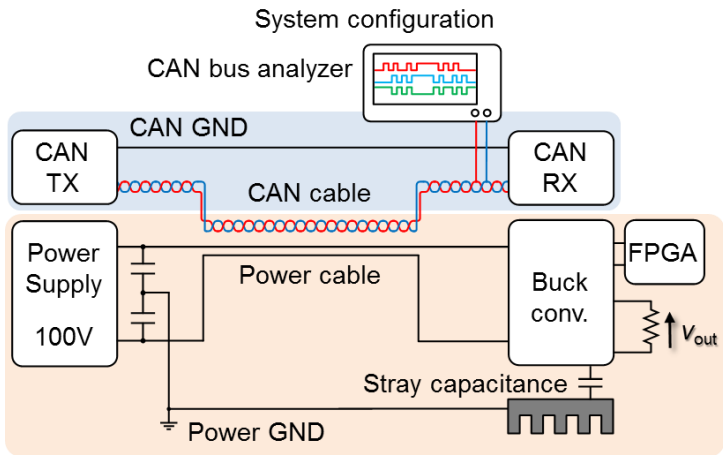 System configuration
CAN bus analyzer
CAN GND
CAN
TX
CAN
RX
CAN cable
Power
Supply
100V
Power cable
Buck
conv.
FPGA
Vout
Stray capacitance
Power GND